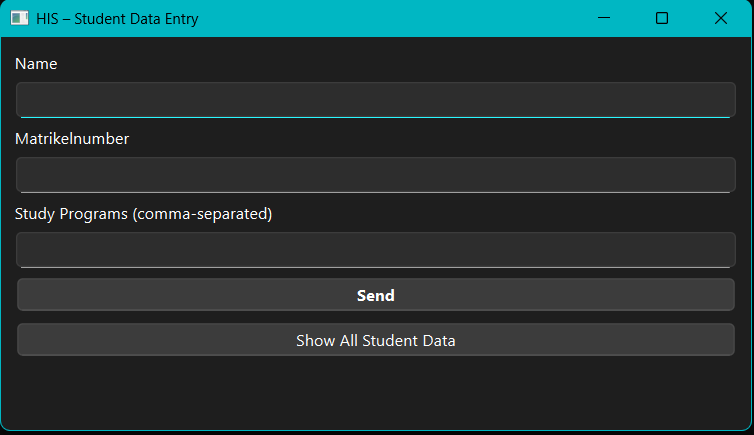 HIS – Student Data Entry
Name
Matrikelnumber
Study Programs (comma-separated)
Send
Show All Student Data